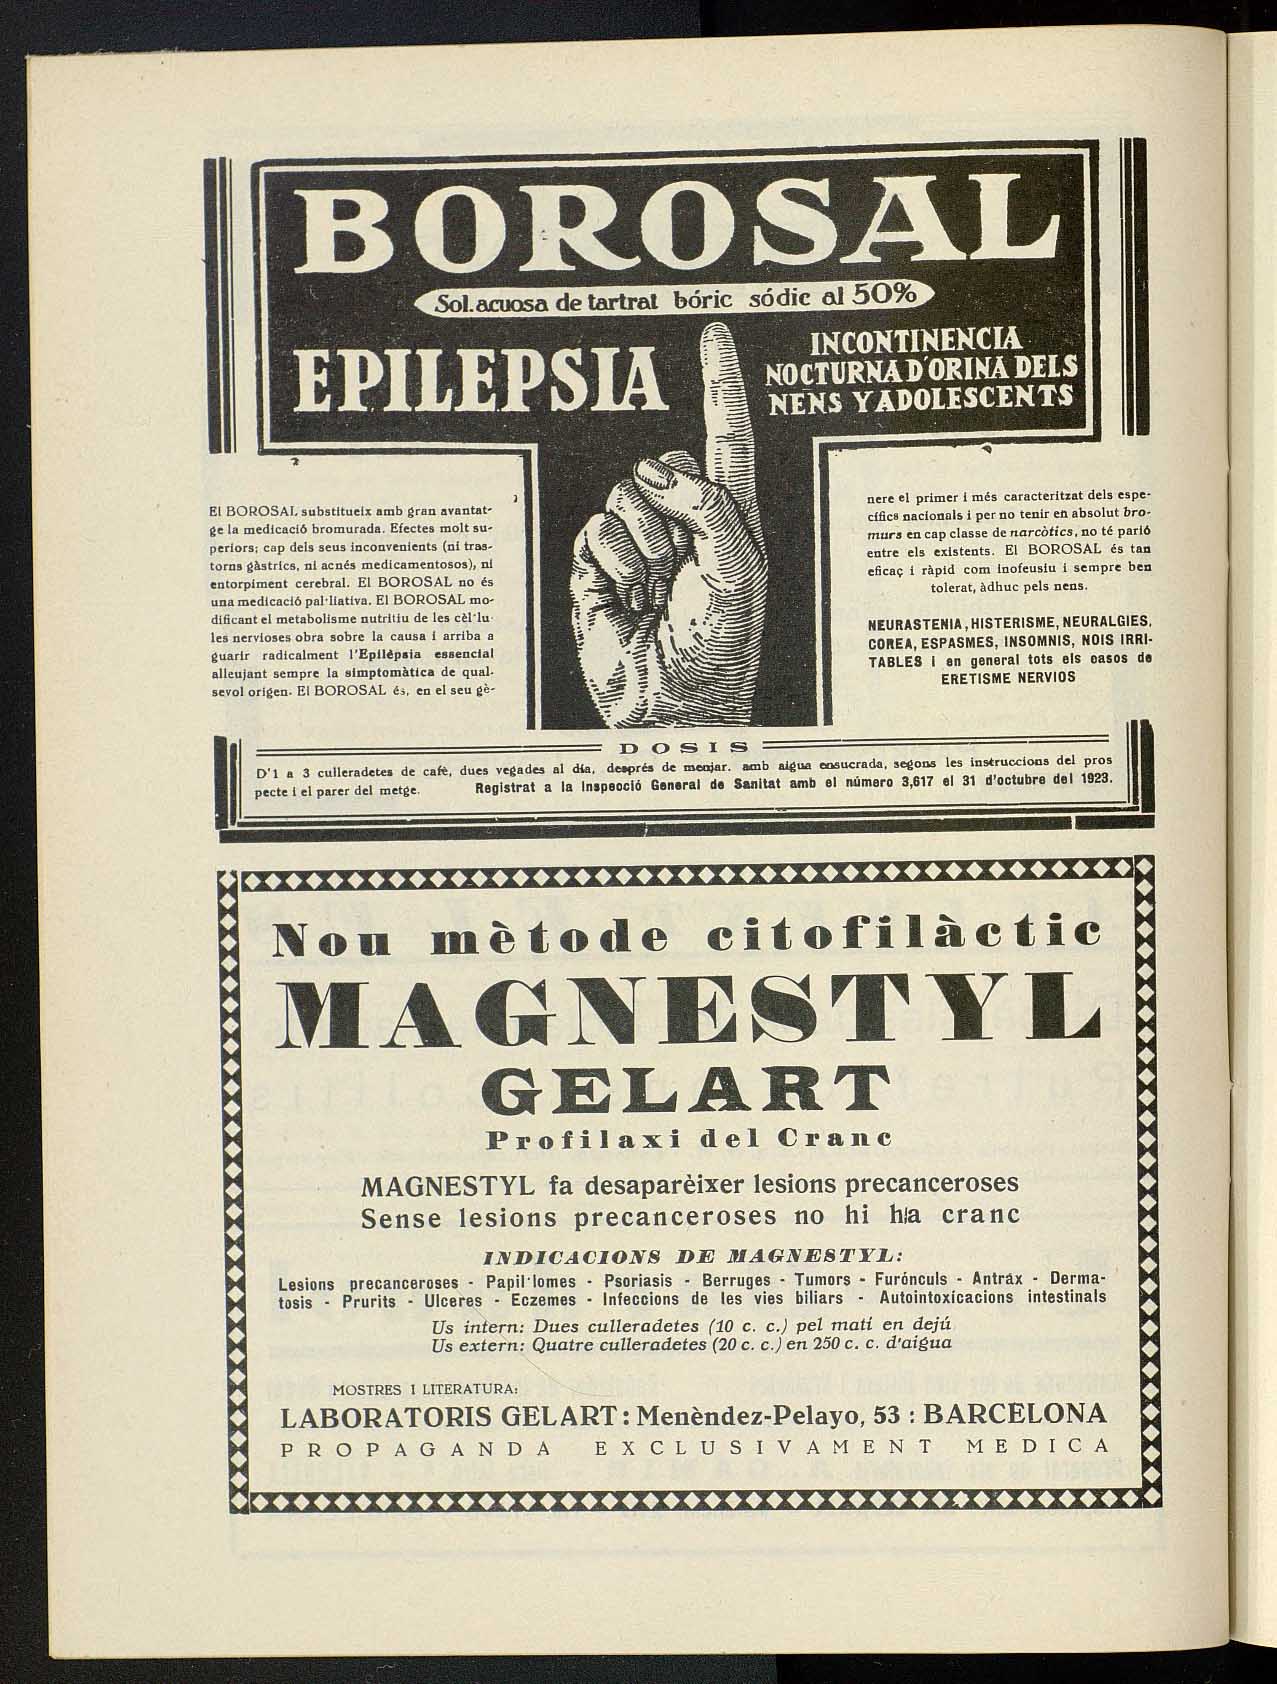 BOROSAL
Sol. acuosa de tartrat bóric sódic al 50%
EPILEPSIA
INCONTINENCIA
NOCTURNA D'ORINA DELS
NENS Y ADOLESCENTS
El BOROSAL substitueix amb gran avantat-
ge la medicació bromurada. Efectes molt su-
periors; cap dels seus inconvenients (ni tras-
torns gàstrics, ni acnés medicamentosos), ni
entorpiment cerebral. El BOROSAL no és
una medicació pal·liativa. El BOROSAL mo-
dificant el metabolisme nutritiu de les cèl·lu-
les nervioses obra sobre la causa i arriba a
guarir radicalment l'Epilèpsia essencial
alleujant sempre la simptomàtica de qual-
sevol origen. El BOROSAL és, en el seu gè-
nere el primer i més caracteritzat dels espe-
cífics nacionals i per no tenir en absolut bro-
murs en cap classe de narcòtics, no té parió
entre els existents. El BOROSAL és tan
eficaç i ràpid com inofeusiu i sempre ben
tolerat, àdhuc pels nens.
NEURASTENIA, HISTERISME, NEURALGIES,
COREA, ESPASMES, INSOMNIS, NOIS IRRI-
TABLES i en general tots els casos de
ERETISME NERVIOS
DOSIS
D'1 a 3 culleradetes de cafè, dues vegades al día, després de menjar. amb aigua ensucrada, segons les instruccions del pros
pecte i el parer del metge. Registrat a la Inspecció General de Sanitat amb el número 3,617 el 31 d'octubre del 1923.
Nou mètode citofilàctic
MAGNESTYL
GELART
Profilaxi del Cranc
MAGNESTYL fa desaparèixer lesions precanceroses
Sense lesions precanceroses no hi ha cranc
INDICACIONS DE MAGNESTYL:
Lesions precanceroses - Papil·lomes - Psoriasis - Berruges - Tumors - Furónculs - Antrax - Derma-
tosis - Prurits - Ulceres - Eczemes - Infeccions de les vies biliars - Autointoxicacions intestinals
Us intern: Dues culleradetes (10 c. c.) pel matí en dejú
Us extern: Quatre culleradetes (20 c. c.) en 250 c. c. d'aigua
MOSTRES I LITERATURA:
LABORATORIS GELART : Menèndez-Pelayo, 53 : BARCELONA
PROPAGANDA EXCLUSIVAMENT MEDICA